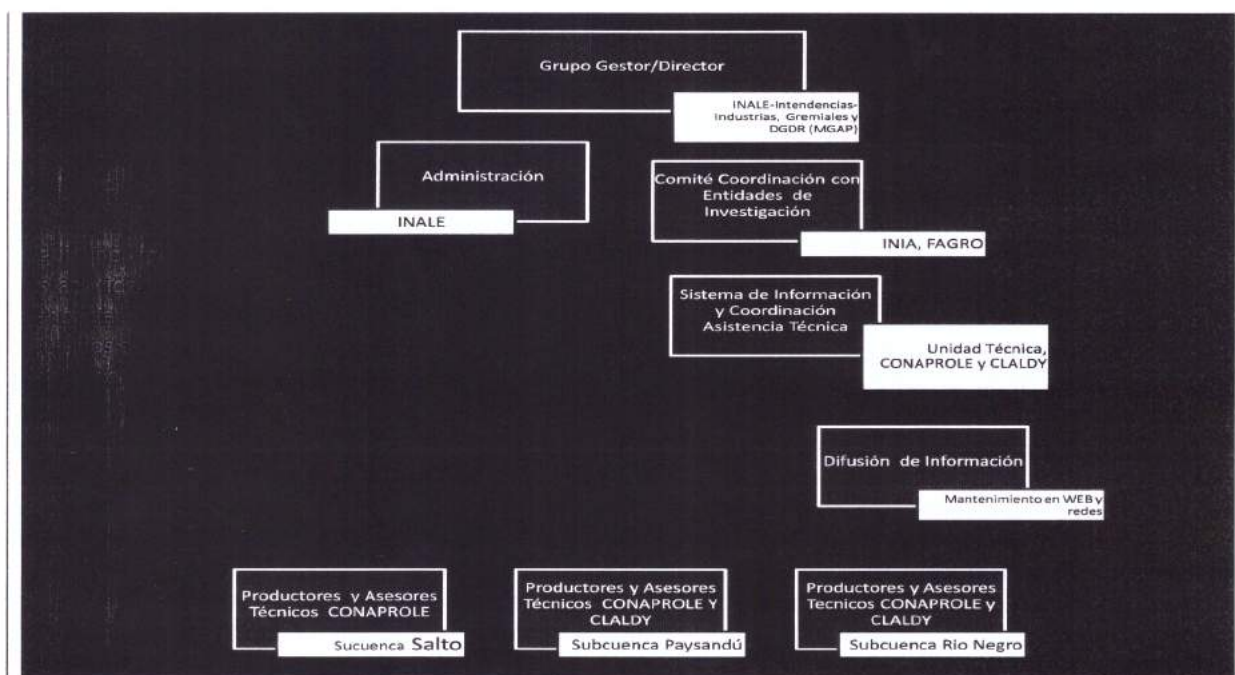 Grupo Gestor/Director
INALE-Intendencias-
Industrias, Gremiales y
DGDR (MGAP)
Administración
INALE
Comité Coordinación con
Entidades de
Investigación
INIA, FAGRO
Sistema de Información
y Coordinación
Asistencia Técnica
Unidad Técnica,
CONAPROLE y CLALDY
Difusión de Información
Mantenimiento en WEB y
redes
Productores y Asesores
Técnicos CONAPROLE
Sucuenca Salto
Productores y Asesores
Técnicos CONAPROLE Y
CLALDY
Subcuenca Paysandú
Productores y Asesores
Tecnicos CONAPROLE y
CLALDY
Subcuenca Rio Negro